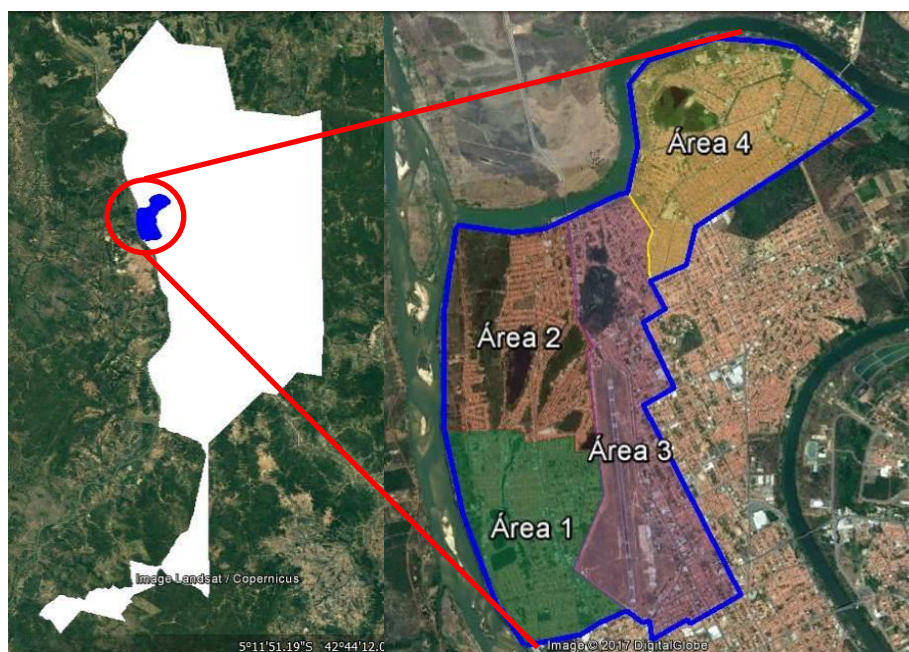 Área 4
Área 2
Área 3
Área 1
Image Landsat / Copernicus
5°11'51.19"S 42°44'12.0
Image © 2017 DigitalGlobe